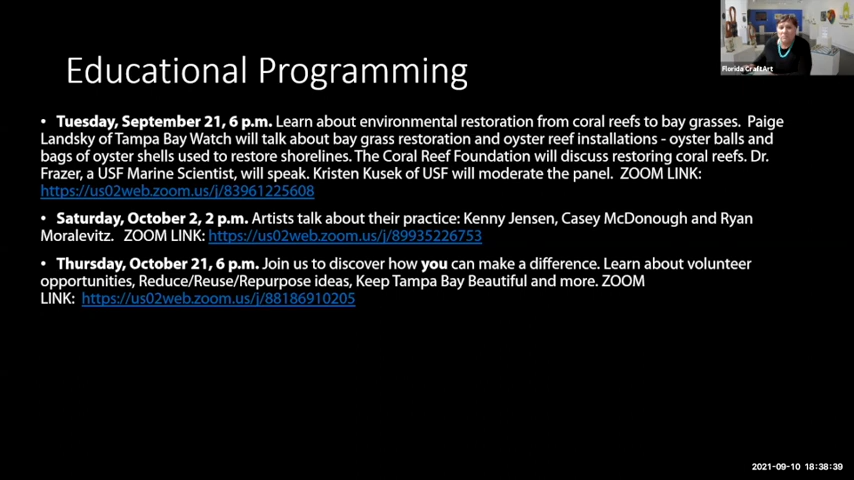 Florida CraftArt
Educational Programming
• Tuesday, September 21, 6 p.m. Learn about environmental restoration from coral reefs to bay grasses. Paige
Landsky of Tampa Bay Watch will talk about bay grass restoration and oyster reef installations - oyster balls and
bags of oyster shells used to restore shorelines. The Coral Reef Foundation will discuss restoring coral reefs. Dr.
Frazer, a USF Marine Scientist, will speak. Kristen Kusek of USF will moderate the panel. ZOOM LINK:
https://us02web.zoom.us/j/83961225608
• Saturday, October 2, 2 p.m. Artists talk about their practice: Kenny Jensen, Casey McDonough and Ryan
Moralevitz. ZOOM LINK: https://us02web.zoom.us/j/89935226753
• Thursday, October 21, 6 p.m. Join us to discover how you can make a difference. Learn about volunteer
opportunities, Reduce/Reuse/Repurpose ideas, Keep Tampa Bay Beautiful and more. ZOOM
LINK: https://us02web.zoom.us/j/88186910205
2021-09-10 18:38:39